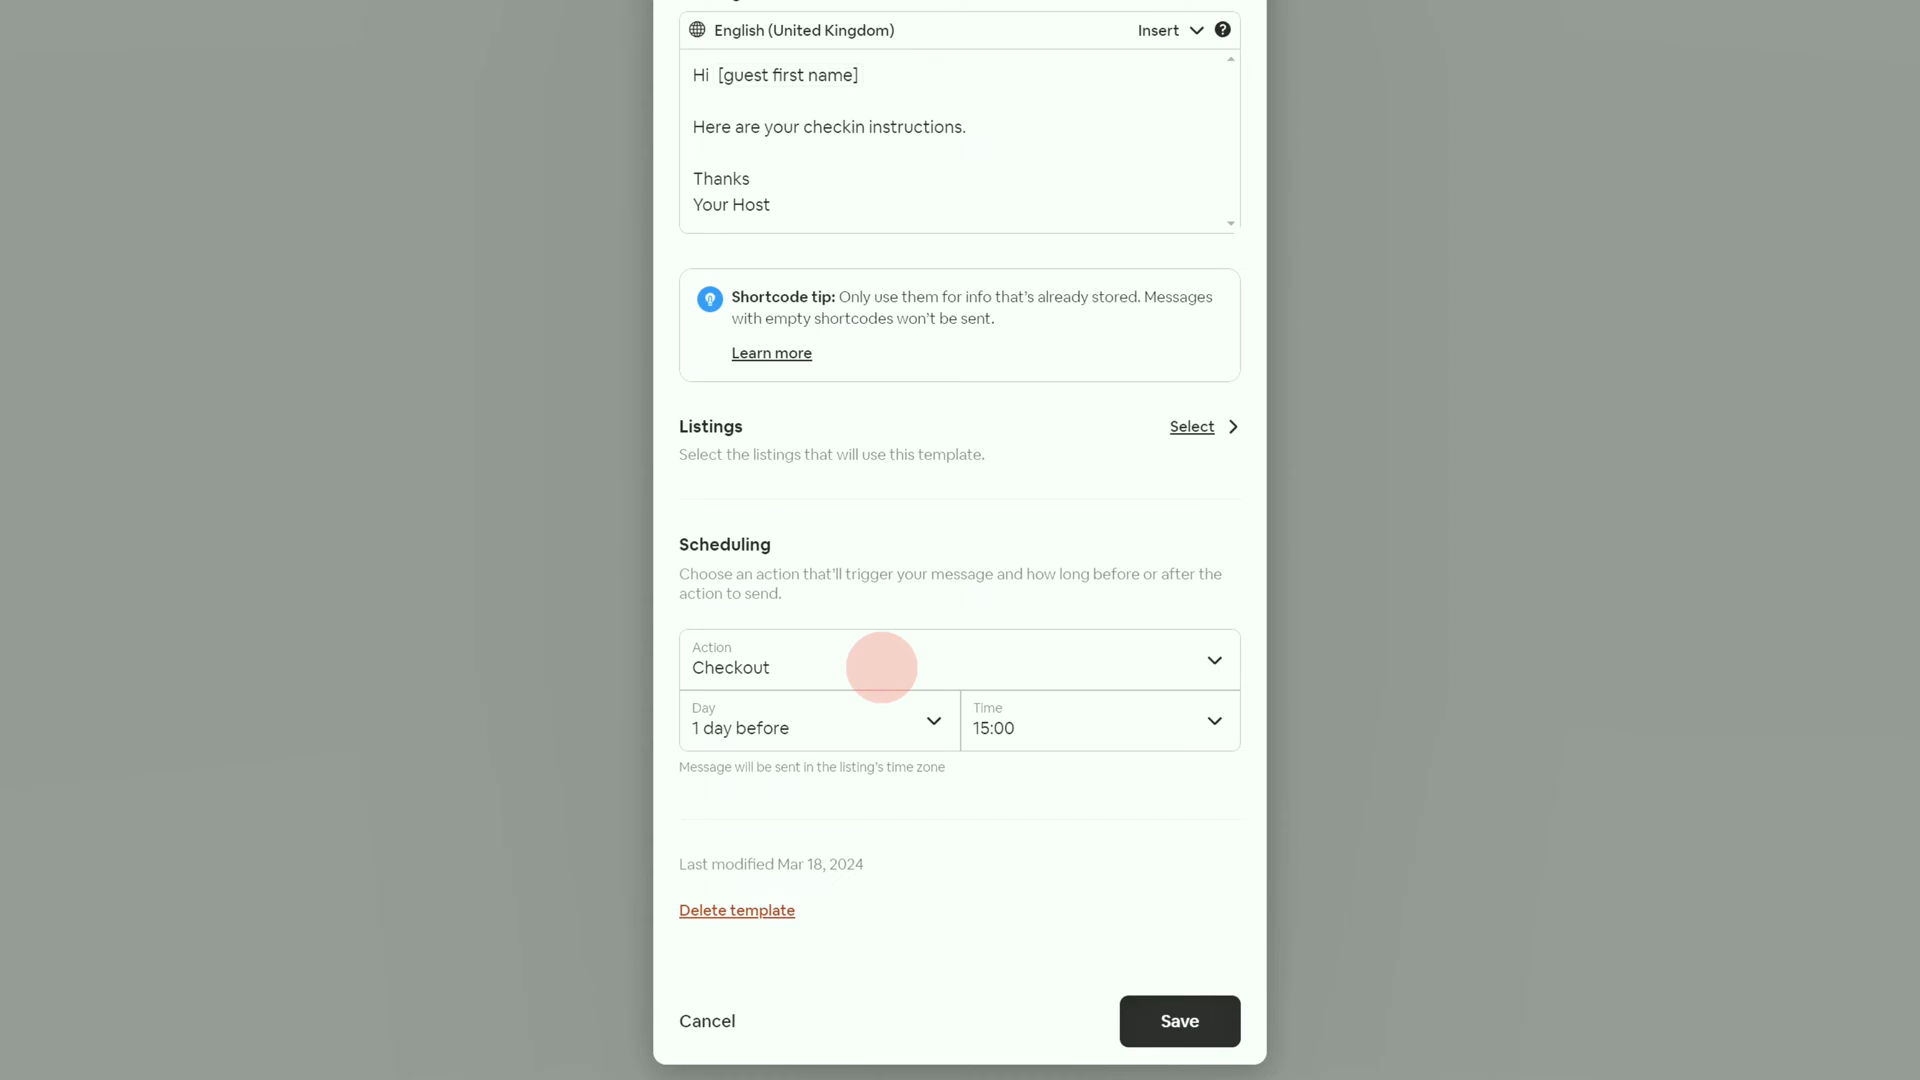 English (United Kingdom)
Insert
Hi [guest first name]
Here are your checkin instructions.
Thanks
Your Host
Shortcode tip: Only use them for info that's already stored. Messages
with empty shortcodes won't be sent.
Learn more
Listings
Select
Select the listings that will use this template.
Scheduling
Choose an action that'll trigger your message and how long before or after the
action to send.
Action
Checkout
Day
1 day before
Time
15:00
Message will be sent in the listing's time zone
Last modified Mar 18, 2024
Delete template
Cancel
Save